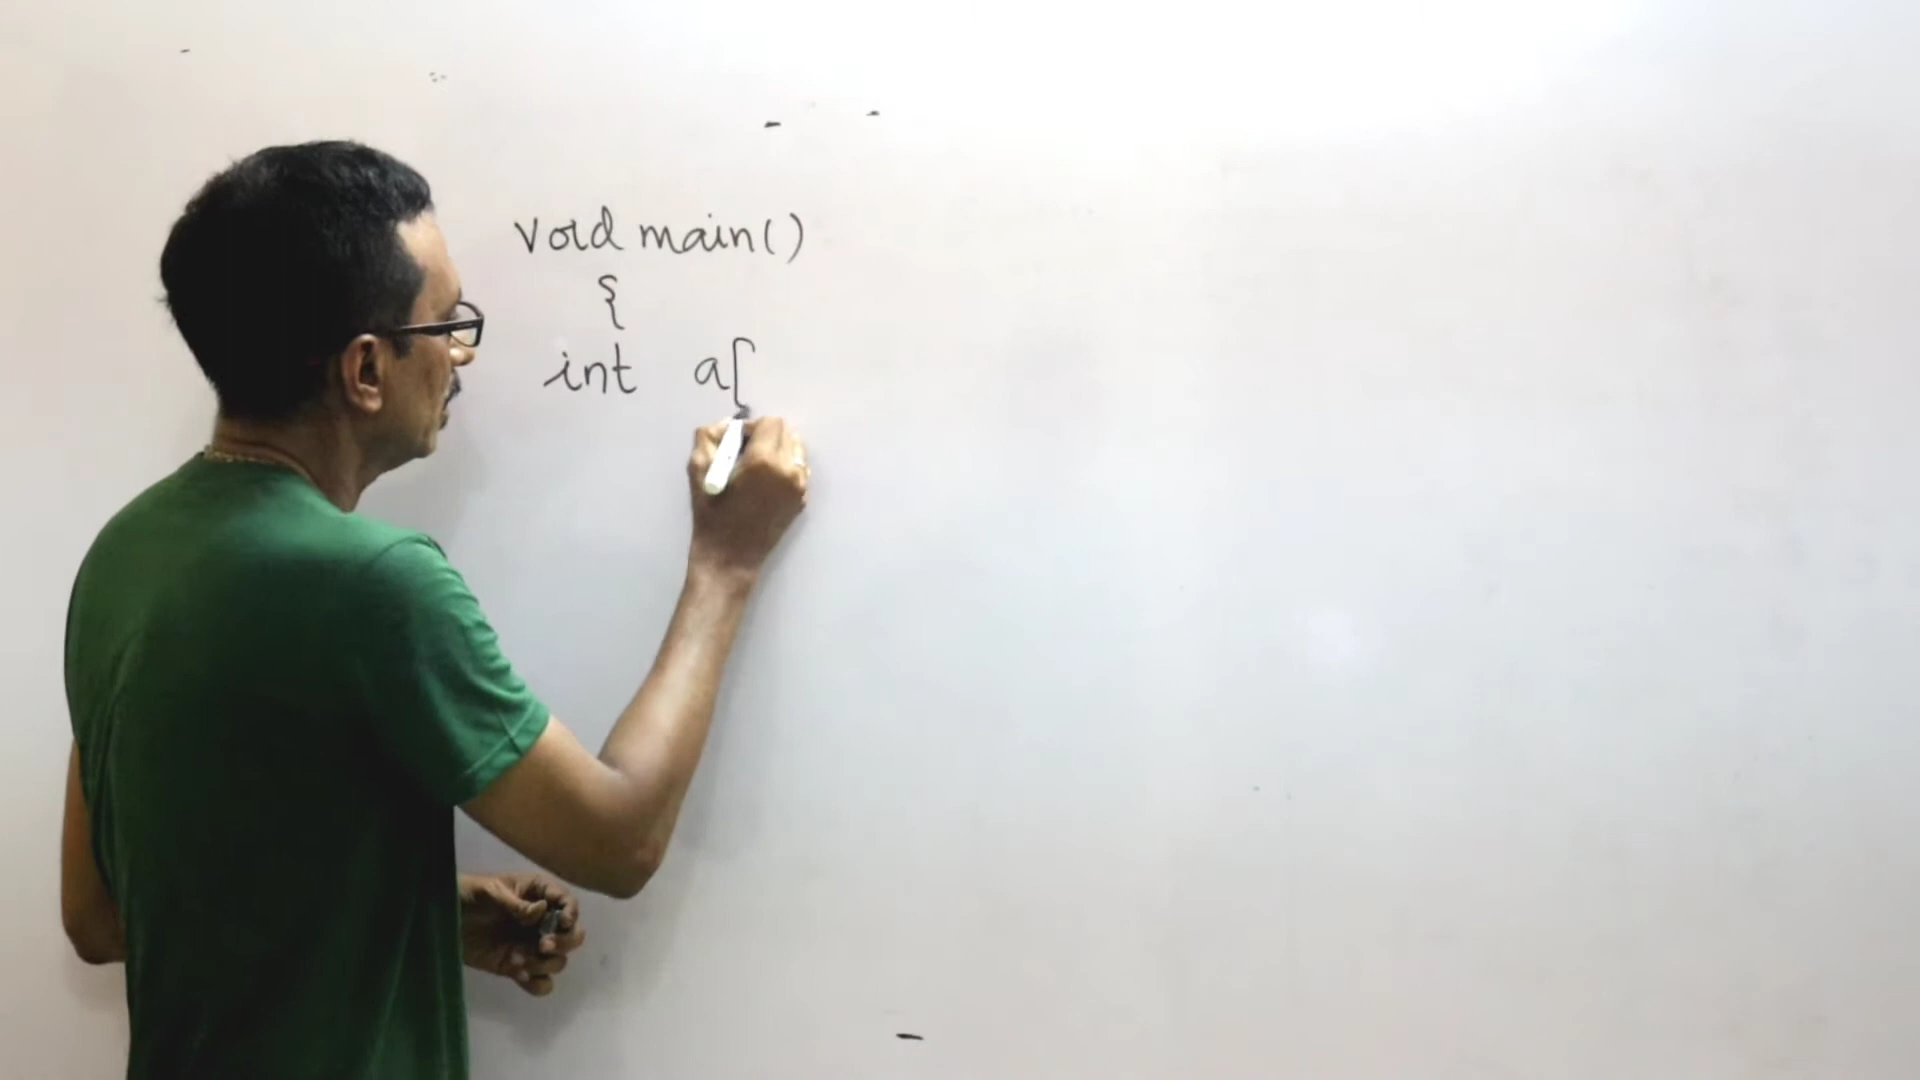 void main()
{
int a[